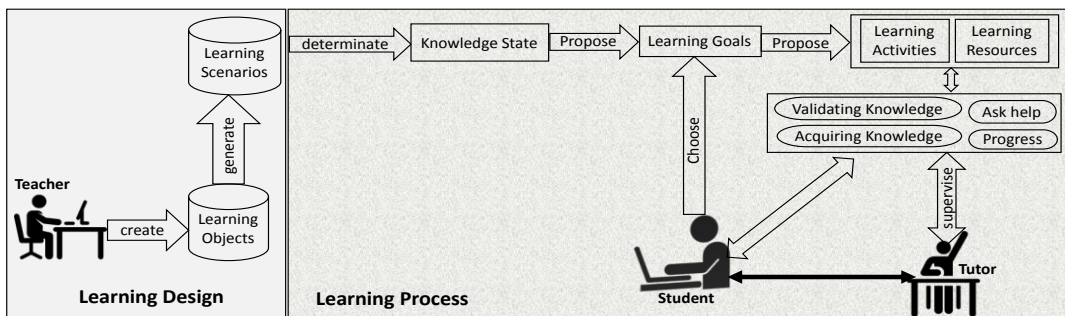 Learning
Scenarios
generate
Teacher
create
Learning
Objects
Learning Design
determinate
Knowledge State
Propose
Learning Goals
Propose
Learning
Activities
Learning
Resources
Validating Knowledge
Ask help
Acquiring Knowledge
Progress
Choose
supervise
Student
Tutor
Learning Process